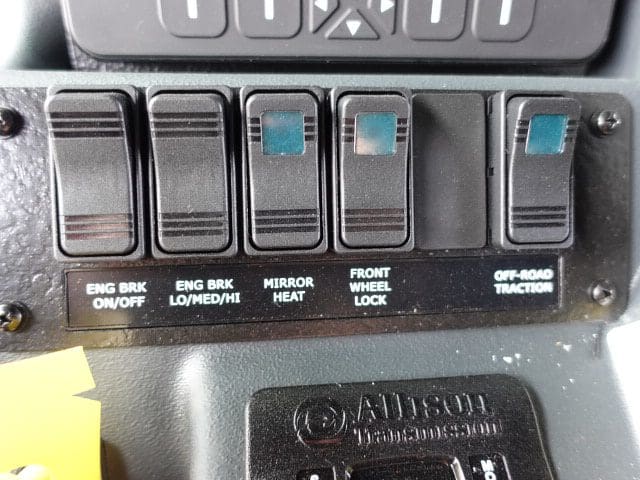 ENG BRK
ON/OFF
ENG BRK
LO/MED/HI
MIRROR
HEAT
FRONT
WHEEL
LOCK
OFF-ROAD
TRACTION
Allison
Transmission